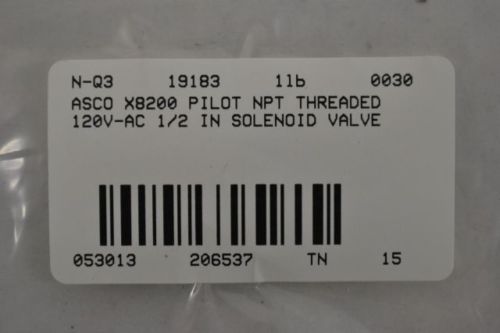 N-Q3 19183 1lb 0030
ASCO X8200 PILOT NPT THREADED
120V-AC 1/2 IN SOLENOID VALVE
053013 206537 TN 15